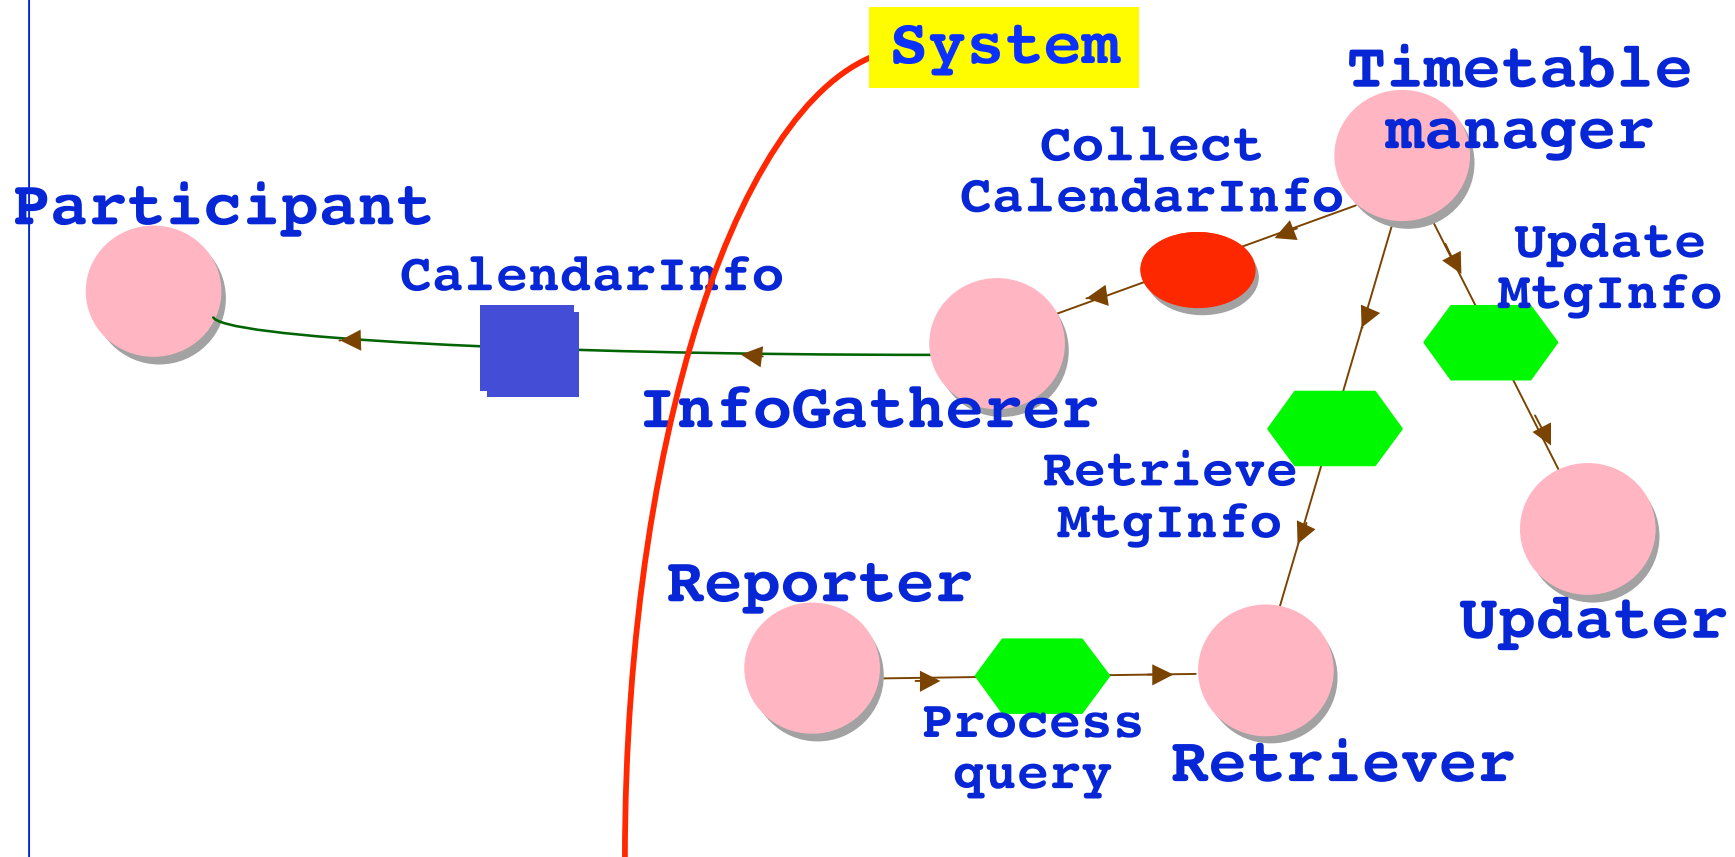 System
Timetable
manager
Collect
CalendarInfo
Participant
Update
MtgInfo
CalendarInfo
InfoGatherer
Retrieve
MtgInfo
Reporter
Updater
Process
query
Retriever